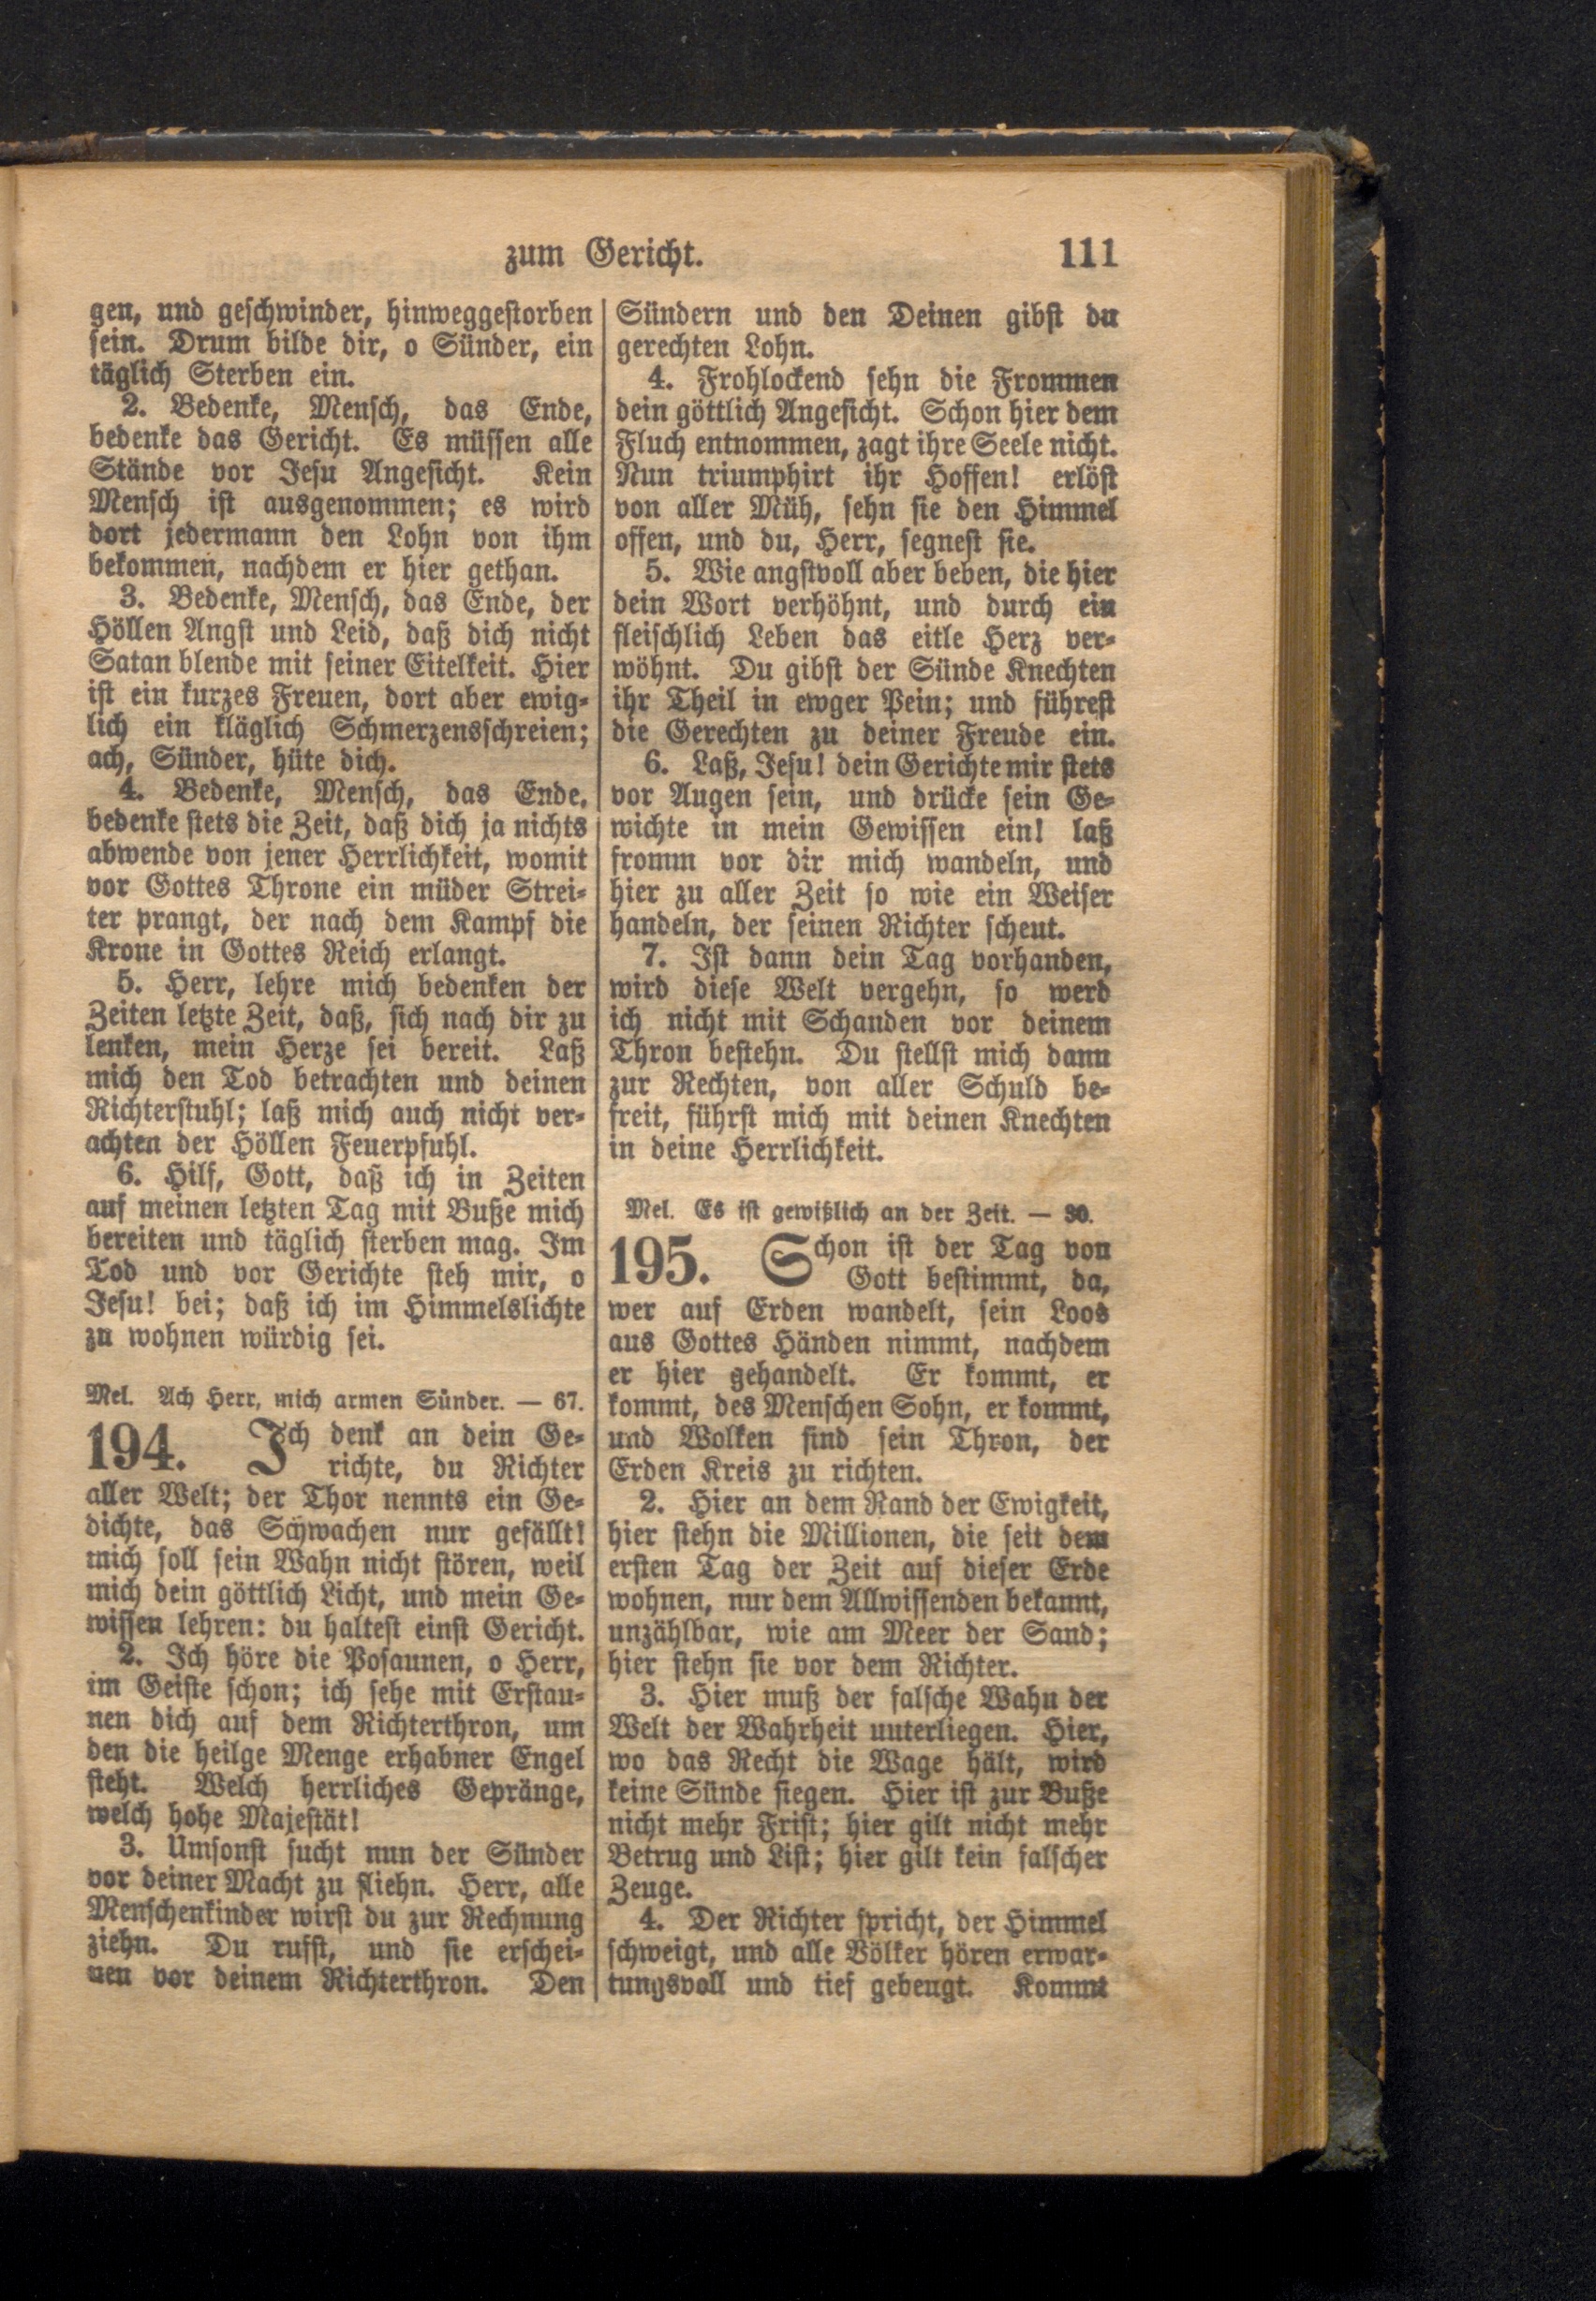 zum Gericht. 111
gen, und geschwinder, hinweggestorben
sein. Drum bilde dir, o Sünder, ein
täglich Sterben ein.
2. Bedenke, Mensch, das Ende,
bedenke das Gericht. Es müssen alle
Stände vor Jesu Angesicht. Kein
Mensch ist ausgenommen; es wird
dort jedermann den Lohn von ihm
bekommen, nachdem er hier gethan.
3. Bedenke, Mensch, das Ende, der
Höllen Angst und Leid, daß dich nicht
Satan blende mit seiner Eitelkeit. Hier
ist ein kurzes Freuen, dort aber ewig-
lich ein kläglich Schmerzensschreien;
ach, Sünder, hüte dich.
4. Bedenke, Mensch, das Ende,
bedenke stets die Zeit, daß dich ja nichts
abwende von jener Herrlichkeit, womit
vor Gottes Throne ein müder Strei-
ter prangt, der nach dem Kampf die
Krone in Gottes Reich erlangt.
5. Herr, lehre mich bedenken der
Zeiten letzte Zeit, daß, sich nach dir zu
lenken, mein Herze sei bereit. Laß
mich den Tod betrachten und deinen
Richterstuhl; laß mich auch nicht ver-
achten der Höllen Feuerpfuhl.
6. Hilf, Gott, daß ich in Zeiten
auf meinen letzten Tag mit Buße mich
bereiten und täglich sterben mag. Im
Tod und vor Gerichte steh mir, o
Jesu! bei; daß ich im Himmelslichte
zu wohnen würdig sei.
Mel. Ach Herr, mich armen Sünder. — 67.
194. Ich denk an dein Ge-
richte, du Richter
aller Welt; der Thor nennts ein Ge-
dichte, das Schwachen nur gefällt!
mich soll sein Wahn nicht stören, weil
mich dein göttlich Licht, und mein Ge-
wissen lehren: du haltest einst Gericht.
2. Ich höre die Posaunen, o Herr,
im Geiste schon; ich sehe mit Erstau-
nen dich auf dem Richterthron, um
den die heilge Menge erhabner Engel
steht. Welch herrliches Gepränge,
welch hohe Majestät!
3. Umsonst sucht nun der Sünder
vor deiner Macht zu fliehn. Herr, alle
Menschenkinder wirst du zur Rechnung
ziehn. Du rufst, und sie erschei-
nen vor deinem Richterthron. Den
Sündern und den Deinen gibst du
gerechten Lohn.
4. Frohlockend sehn die Frommen
dein göttlich Angesicht. Schon hier dem
Fluch entnommen, zagt ihre Seele nicht.
Nun triumphirt ihr Hoffen! erlöst
von aller Müh, sehn sie den Himmel
offen, und du, Herr, segnest sie.
5. Wie angstvoll aber beben, die hier
dein Wort verhöhnt, und durch ein
fleischlich Leben das eitle Herz ver-
wöhnt. Du gibst der Sünde Knechten
ihr Theil in ewger Pein; und führest
die Gerechten zu deiner Freude ein.
6. Laß, Jesu! dein Gerichte mir stets
vor Augen sein, und drücke sein Ge-
wichte in mein Gewissen ein! laß
fromm vor dir mich wandeln, und
hier zu aller Zeit so wie ein Weiser
handeln, der seinen Richter scheut.
7. Ist dann dein Tag vorhanden,
wird diese Welt vergehn, so werd
ich nicht mit Schanden vor deinem
Thron bestehn. Du stellst mich dann
zur Rechten, von aller Schuld be-
freit, führst mich mit deinen Knechten
in deine Herrlichkeit.
Mel. Es ist gewißlich an der Zeit. — 30.
195. Schon ist der Tag von
Gott bestimmt, da,
wer auf Erden wandelt, sein Loos
aus Gottes Händen nimmt, nachdem
er hier gehandelt. Er kommt, er
kommt, des Menschen Sohn, er kommt,
und Wolken sind sein Thron, der
Erden Kreis zu richten.
2. Hier an dem Rand der Ewigkeit,
hier stehn die Millionen, die seit dem
ersten Tag der Zeit auf dieser Erde
wohnen, nur dem Allwissenden bekannt,
unzählbar, wie am Meer der Sand;
hier stehn sie vor dem Richter.
3. Hier muß der falsche Wahn der
Welt der Wahrheit unterliegen. Hier,
wo das Recht die Wage hält, wird
keine Sünde siegen. Hier ist zur Buße
nicht mehr Frist; hier gilt nicht mehr
Betrug und List; hier gilt kein falscher
Zeuge.
4. Der Richter spricht, der Himmel
schweigt, und alle Völker hören erwar-
tungsvoll und tief gebeugt. Kommt